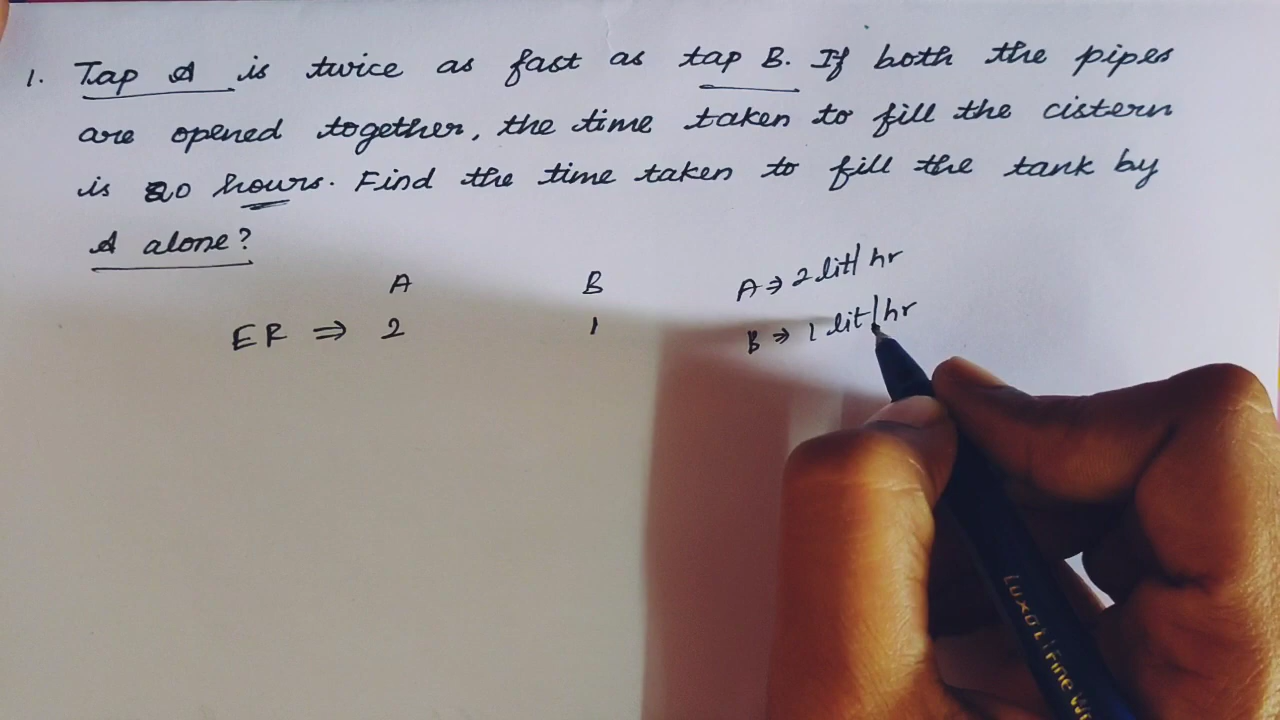 1. Tap A is twice as fast as tap B. If both the pipes
are opened together, the time taken to fill the cistern
is 20 hours. Find the time taken to fill the tank by
A alone?
A B
ER ⇒ 2 1
A ⇒ 2 lit/hr
B ⇒ 1 lit/hr
Luxor Fine